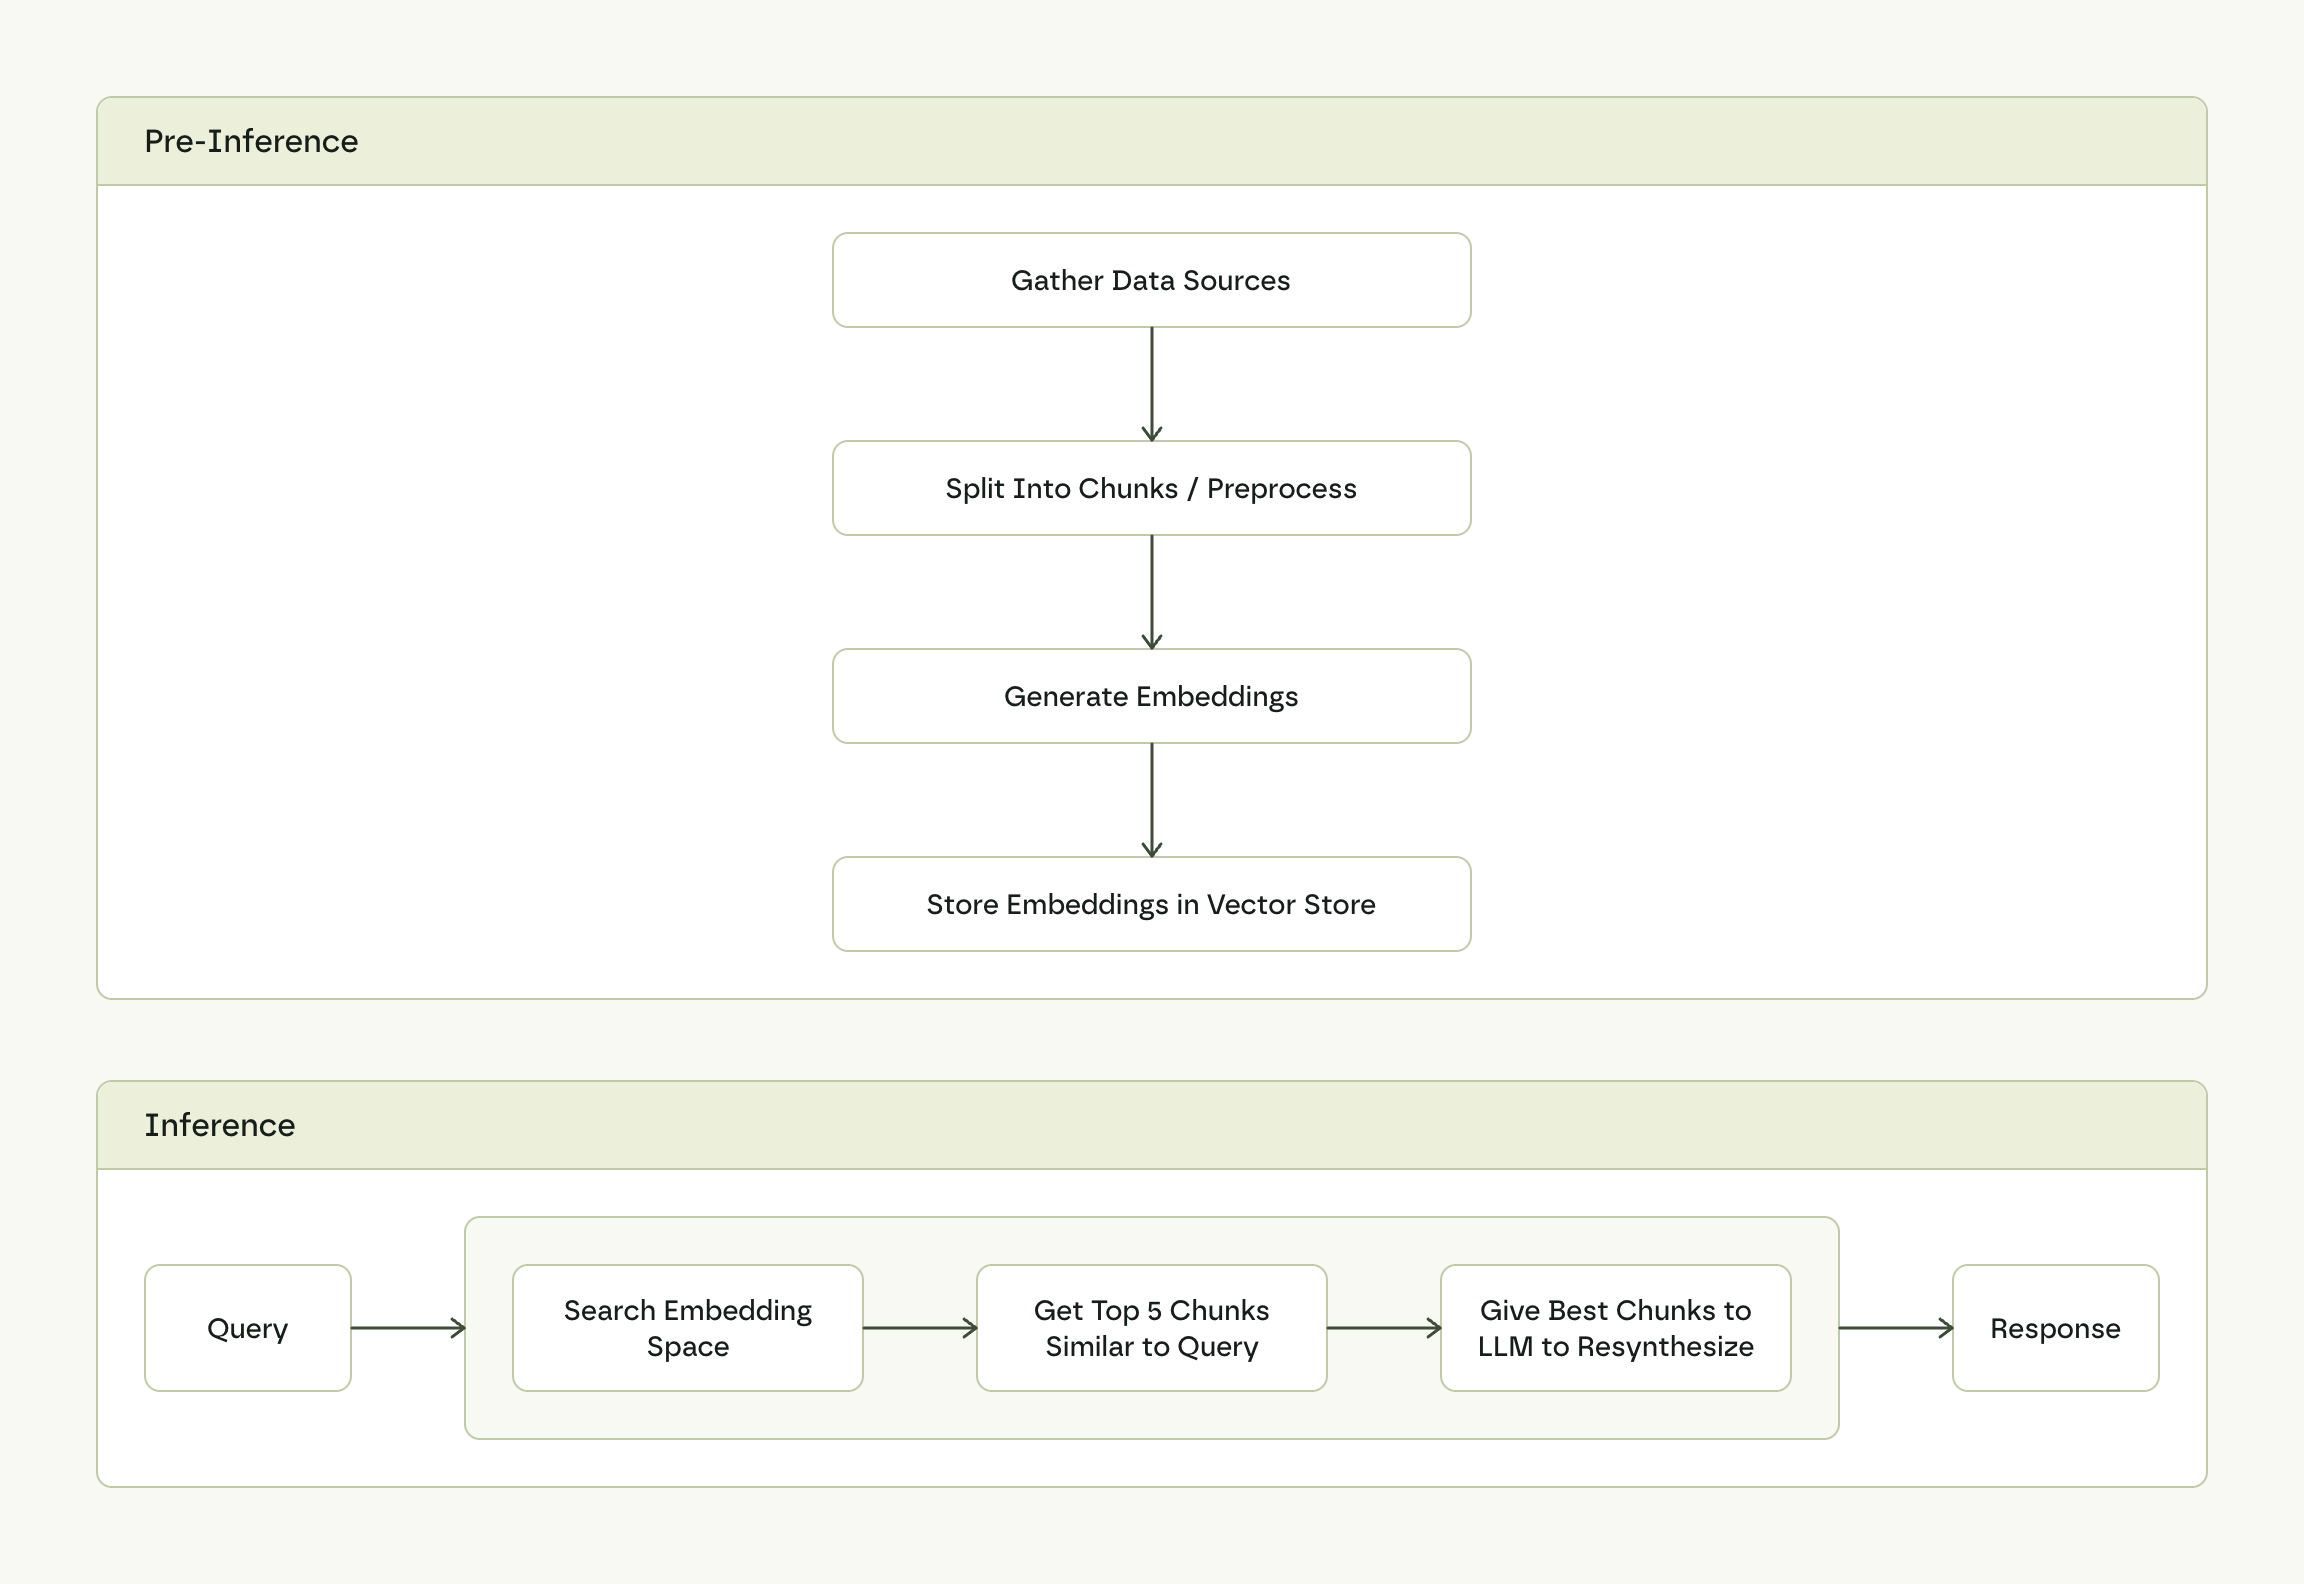 Pre-Inference
Gather Data Sources
Split Into Chunks / Preprocess
Generate Embeddings
Store Embeddings in Vector Store
Inference
Query
Search Embedding
Space
Get Top 5 Chunks
Similar to Query
Give Best Chunks to
LLM to Resynthesize
Response